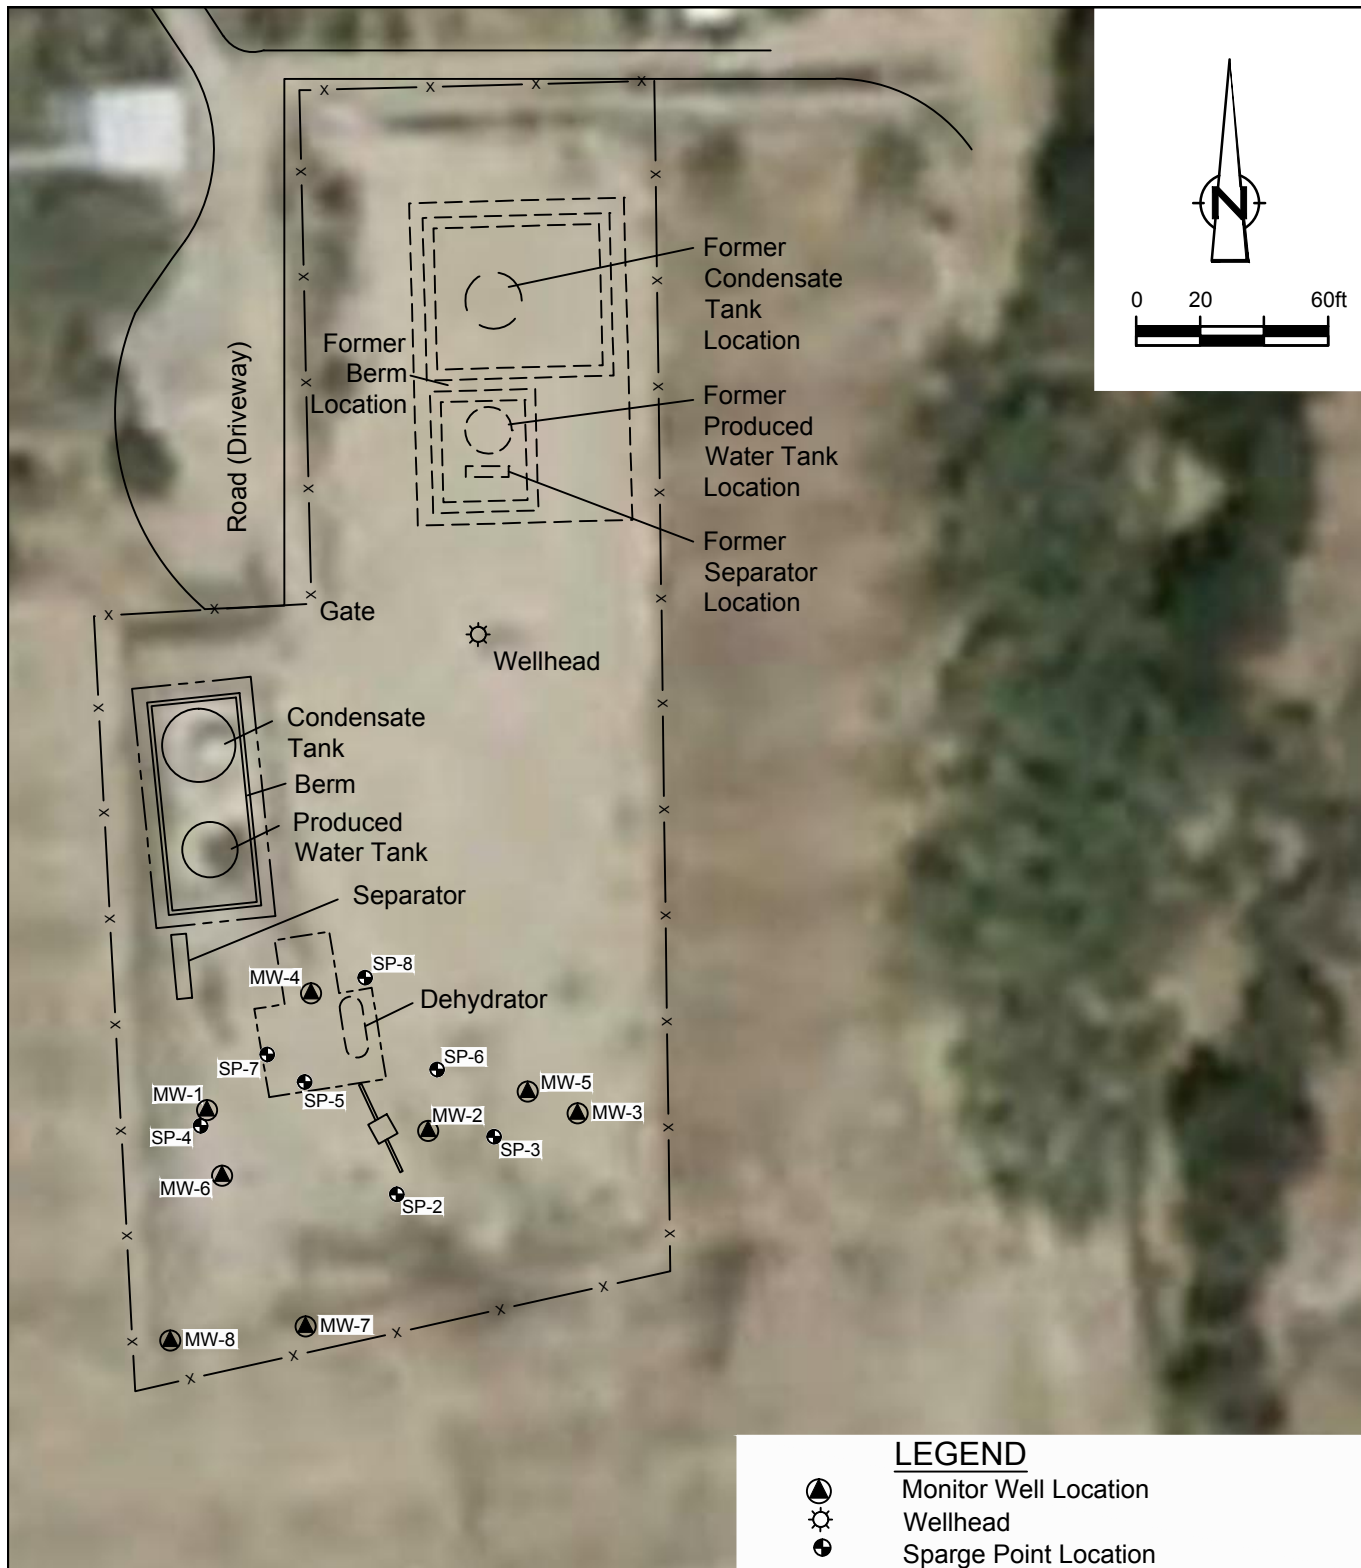 N
0 20 60ft
Former
Condensate
Tank
Location
Former
Berm
Location
Former
Produced
Water Tank
Location
Road (Driveway)
Former
Separator
Location
Gate
Wellhead
Condensate
Tank
Berm
Produced
Water Tank
Separator
SP-8
MW-4
Dehydrator
SP-7
SP-6
SP-5
MW-5
MW-1
MW-3
MW-2
SP-4
SP-3
MW-6
SP-2
MW-7
MW-8
LEGEND
Monitor Well Location
Wellhead
Sparge Point Location